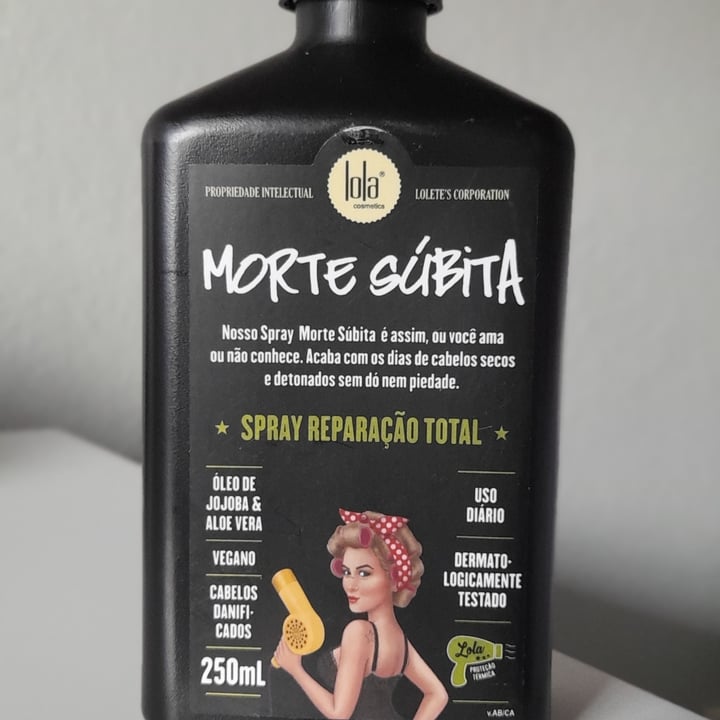 PROPRIEDADE INTELECTUAL
lola®
cosmetics
LOLETE'S CORPORATION
MORTE SÚBITA
Nosso Spray Morte Súbita é assim, ou você ama
ou não conhece. Acaba com os dias de cabelos secos
e detonados sem dó nem piedade.
★ SPRAY REPARAÇÃO TOTAL ★
ÓLEO DE
JOJOBA &
ALOE VERA
VEGANO
CABELOS
DANIFI-
CADOS
250mL
USO
DIÁRIO
DERMATO-
LOGICAMENTE
TESTADO
Lola
PROTEÇÃO
TÉRMICA
v.AB/CA